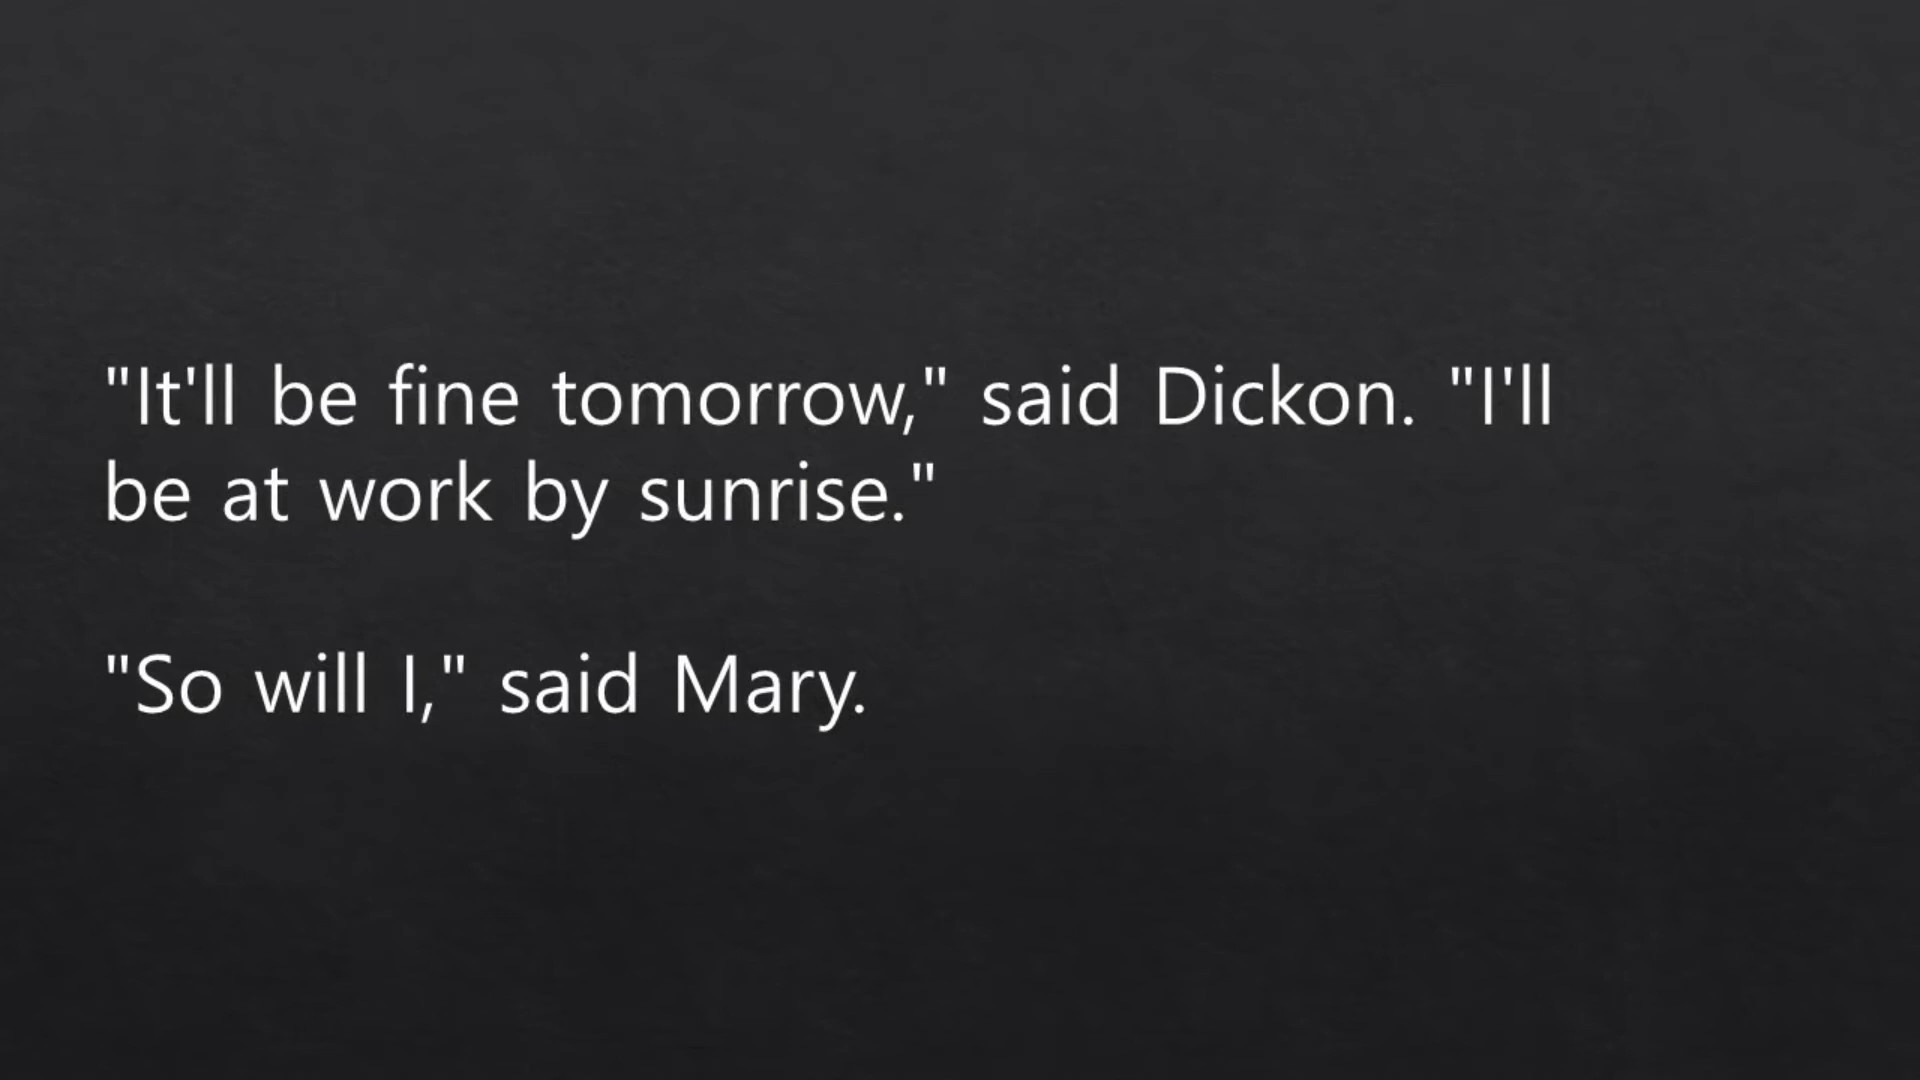 "It'll be fine tomorrow," said Dickon. "I'll
be at work by sunrise."
"So will I," said Mary.